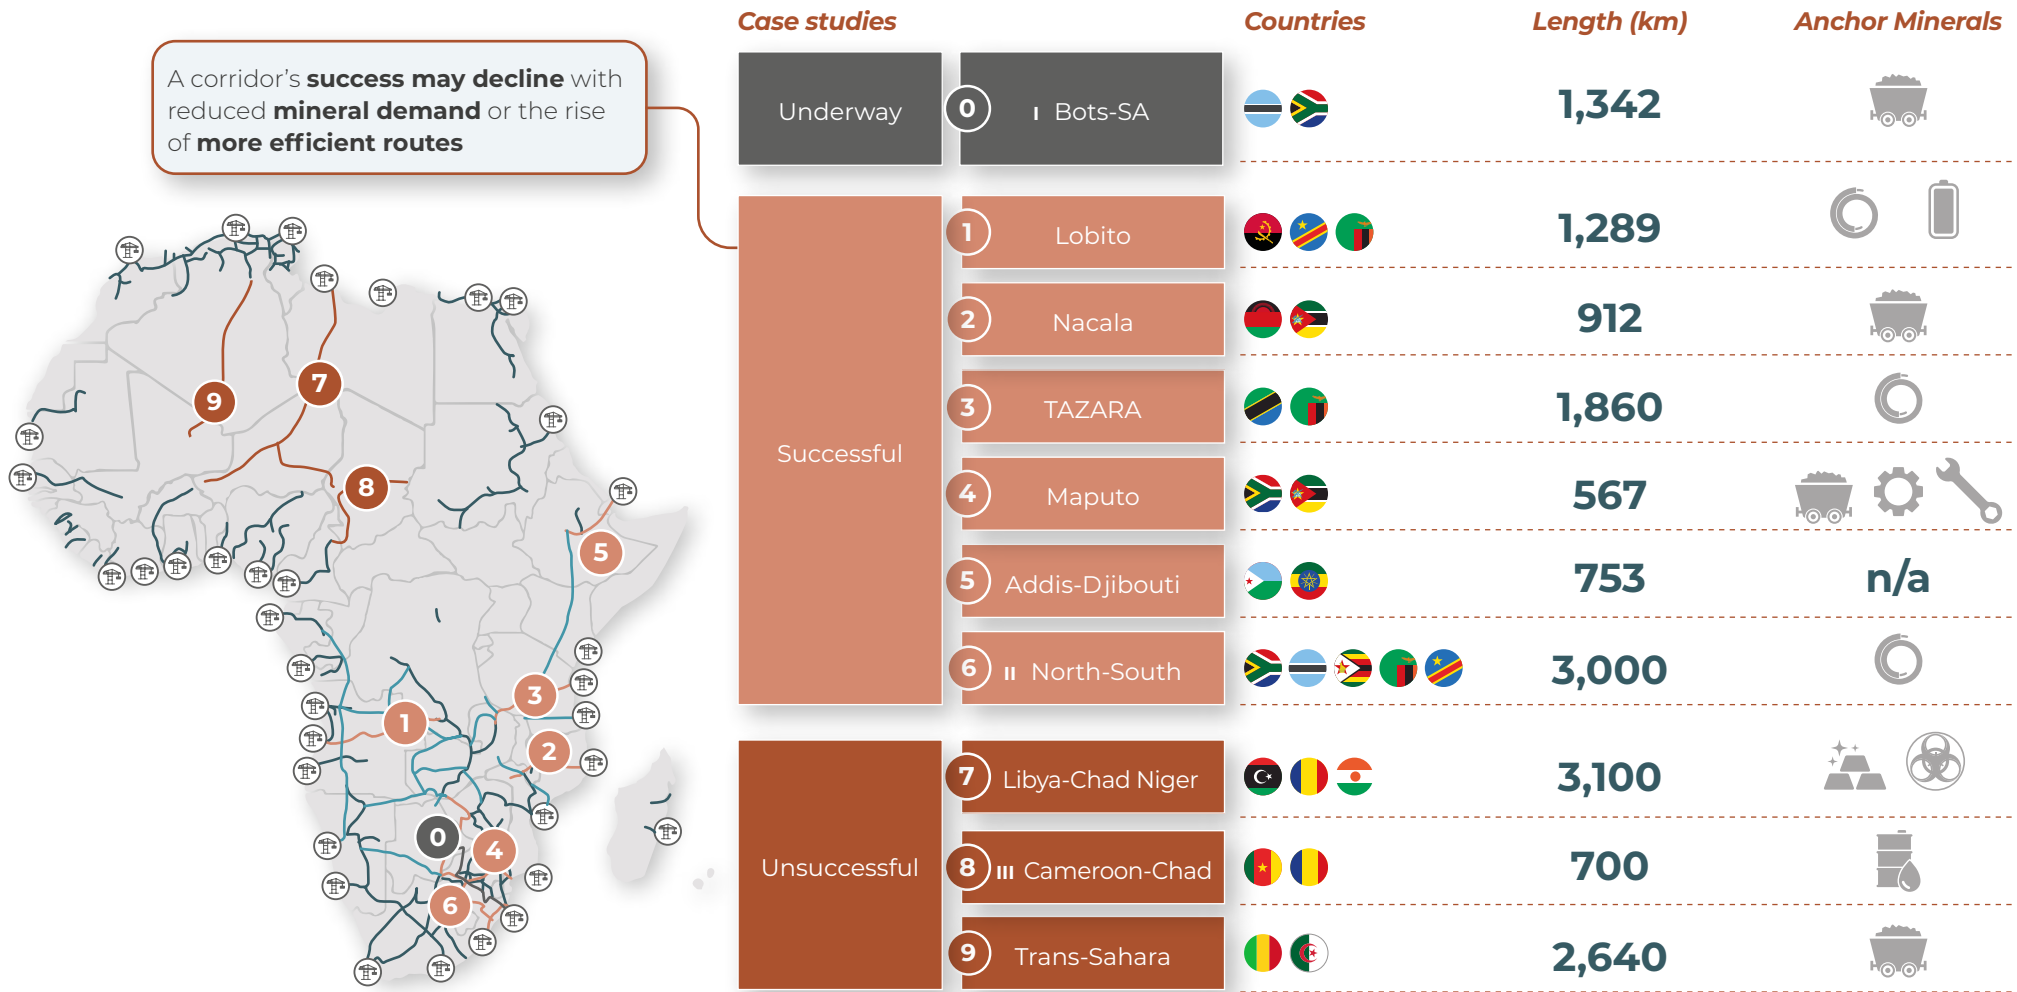 Case studies
Countries
Length (km)
Anchor Minerals
A corridor's success may decline with
reduced mineral demand or the rise
of more efficient routes
Underway
0
I Bots-SA
1,342
Successful
1
Lobito
1,289
2
Nacala
912
3
TAZARA
1,860
4
Maputo
567
5
Addis-Djibouti
753
n/a
6
II North-South
3,000
Unsuccessful
7
Libya-Chad Niger
3,100
8
III Cameroon-Chad
700
9
Trans-Sahara
2,640
9
7
8
5
3
1
2
0
4
6